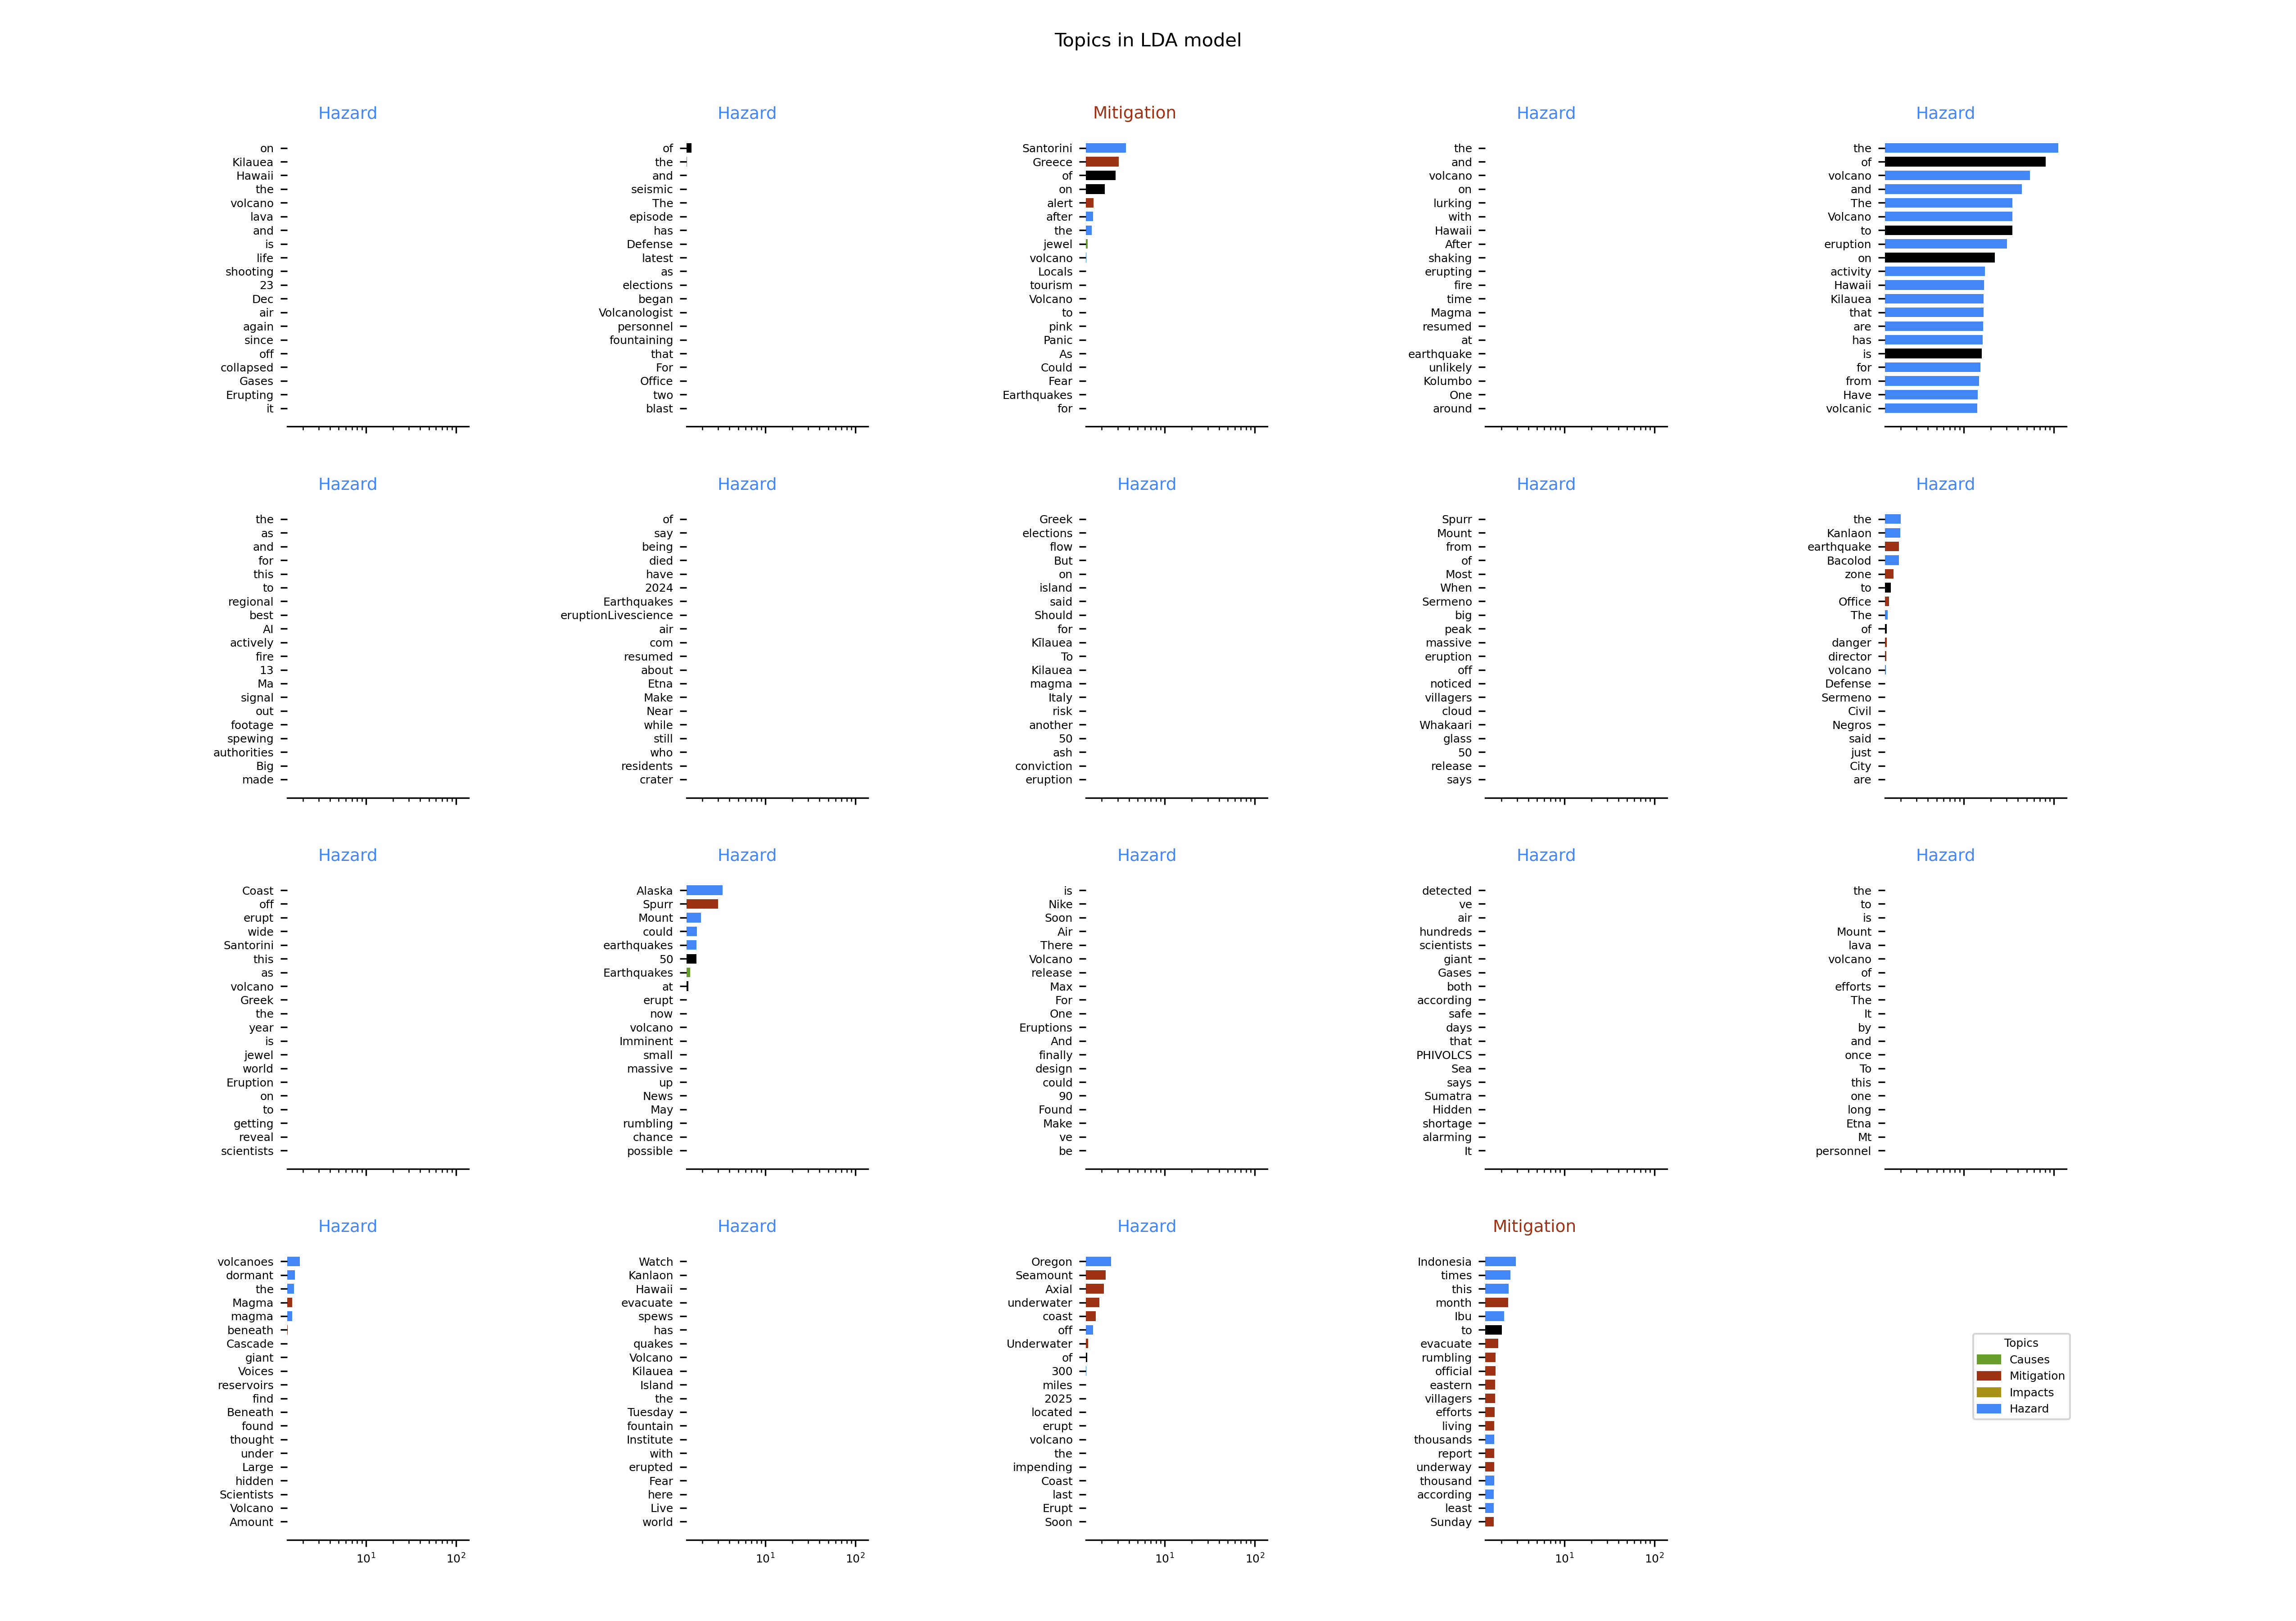 Topics in LDA model
Hazard
on
Kilauea
Hawaii
the
volcano
lava
and
is
life
shooting
23
Dec
air
again
since
off
collapsed
Gases
Erupting
it
Hazard
of
the
and
seismic
The
episode
has
Defense
latest
as
elections
began
Volcanologist
personnel
fountaining
that
For
Office
two
blast
Mitigation
Santorini
Greece
of
on
alert
after
the
jewel
volcano
Locals
tourism
Volcano
to
pink
Panic
As
Could
Fear
Earthquakes
for
Hazard
the
and
volcano
on
lurking
with
Hawaii
After
shaking
erupting
fire
time
Magma
resumed
at
earthquake
unlikely
Kolumbo
One
around
Hazard
the
of
volcano
and
The
Volcano
to
eruption
on
activity
Hawaii
Kilauea
that
are
has
is
for
from
Have
volcanic
Hazard
the
as
and
for
this
to
regional
best
AI
actively
fire
13
Ma
signal
out
footage
spewing
authorities
Big
made
Hazard
of
say
being
died
have
2024
Earthquakes
eruptionLivescience
air
com
resumed
about
Etna
Make
Near
while
still
who
residents
crater
Hazard
Greek
elections
flow
But
on
island
said
Should
for
Kīlauea
To
Kilauea
magma
Italy
risk
another
50
ash
conviction
eruption
Hazard
Spurr
Mount
from
of
Most
When
Sermeno
big
peak
massive
eruption
off
noticed
villagers
cloud
Whakaari
glass
50
release
says
Hazard
the
Kanlaon
earthquake
Bacolod
zone
to
Office
The
of
danger
director
volcano
Defense
Sermeno
Civil
Negros
said
just
City
are
Hazard
Coast
off
erupt
wide
Santorini
this
as
volcano
Greek
the
year
is
jewel
world
Eruption
on
to
getting
reveal
scientists
Hazard
Alaska
Spurr
Mount
could
earthquakes
50
Earthquakes
at
erupt
now
volcano
Imminent
small
massive
up
News
May
rumbling
chance
possible
Hazard
is
Nike
Soon
Air
There
Volcano
release
Max
For
One
Eruptions
And
finally
design
could
90
Found
Make
ve
be
Hazard
detected
ve
air
hundreds
scientists
giant
Gases
both
according
safe
days
that
PHIVOLCS
Sea
says
Sumatra
Hidden
shortage
alarming
It
Hazard
the
to
is
Mount
lava
volcano
of
efforts
The
It
by
and
once
To
this
one
long
Etna
Mt
personnel
Hazard
volcanoes
dormant
the
Magma
magma
beneath
Cascade
giant
Voices
reservoirs
find
Beneath
found
thought
under
Large
hidden
Scientists
Volcano
Amount
10¹ 10²
Hazard
Watch
Kanlaon
Hawaii
evacuate
spews
has
quakes
Volcano
Kilauea
Island
the
Tuesday
fountain
Institute
with
erupted
Fear
here
Live
world
10¹ 10²
Hazard
Oregon
Seamount
Axial
underwater
coast
off
Underwater
of
300
miles
2025
located
erupt
volcano
the
impending
Coast
last
Erupt
Soon
10¹ 10²
Mitigation
Indonesia
times
this
month
Ibu
to
evacuate
rumbling
official
eastern
villagers
efforts
living
thousands
report
underway
thousand
according
least
Sunday
10¹ 10²
Topics
Causes
Mitigation
Impacts
Hazard